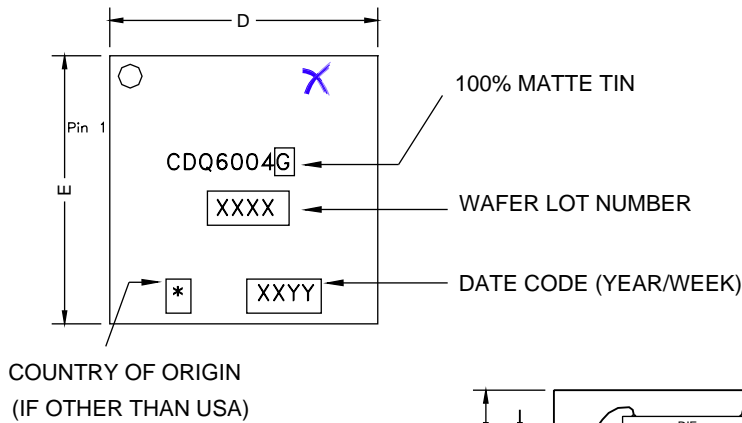 D
100% MATTE TIN
Pin 1
CDQ6004G
E
XXXX
WAFER LOT NUMBER
* XXYY
DATE CODE (YEAR/WEEK)
COUNTRY OF ORIGIN
(IF OTHER THAN USA)